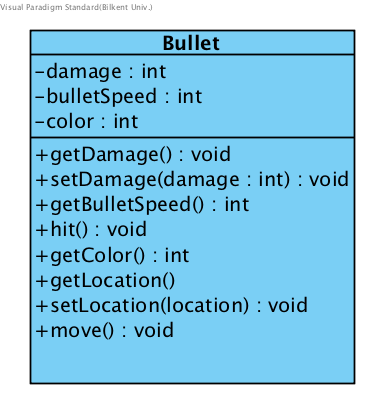 Visual Paradigm Standard(Bilkent Univ.)
Bullet
-damage : int
-bulletSpeed : int
-color : int
+getDamage() : void
+setDamage(damage : int) : void
+getBulletSpeed() : int
+hit() : void
+getColor() : int
+getLocation()
+setLocation(location) : void
+move() : void